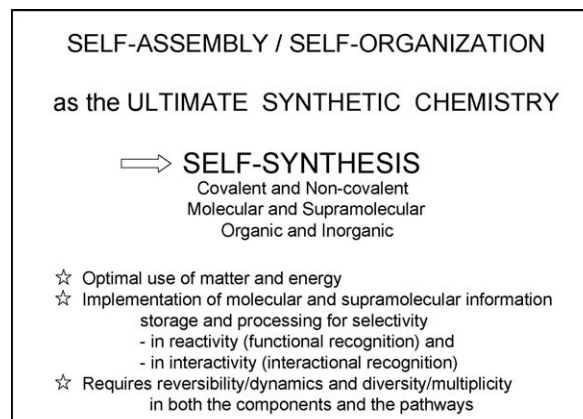 SELF-ASSEMBLY / SELF-ORGANIZATION
as the ULTIMATE SYNTHETIC CHEMISTRY
⇨ SELF-SYNTHESIS
Covalent and Non-covalent
Molecular and Supramolecular
Organic and Inorganic
☆ Optimal use of matter and energy
☆ Implementation of molecular and supramolecular information
storage and processing for selectivity
- in reactivity (functional recognition) and
- in interactivity (interactional recognition)
☆ Requires reversibility/dynamics and diversity/multiplicity
in both the components and the pathways